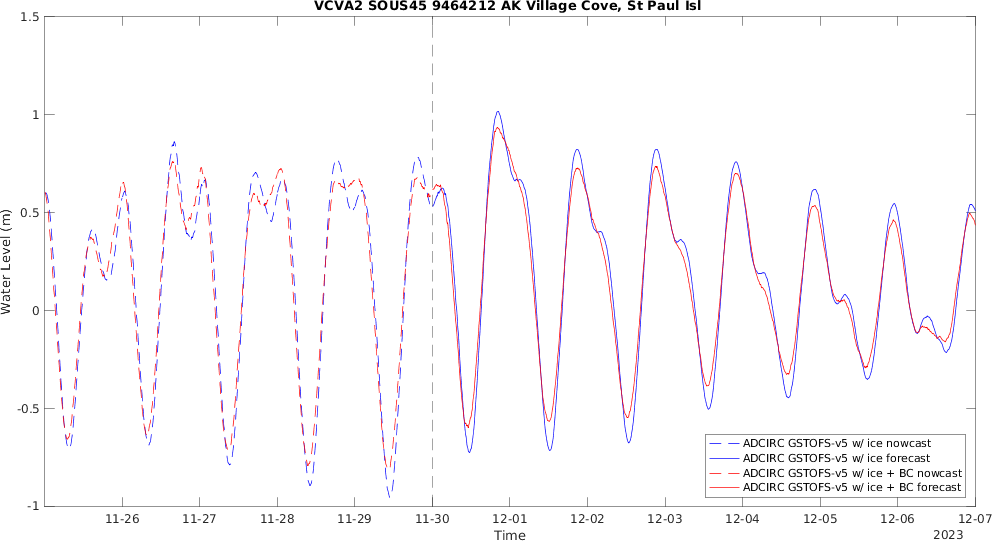 VCVA2 SOUS45 9464212 AK Village Cove, St Paul Isl
1.5
1
0.5
0
-0.5
-1
Water Level (m)
11-26
11-27
11-28
11-29
11-30
12-01
12-02
12-03
12-04
12-05
12-06
12-07
Time
2023
ADCIRC GSTOFS-v5 w/ ice nowcast
ADCIRC GSTOFS-v5 w/ ice forecast
ADCIRC GSTOFS-v5 w/ ice + BC nowcast
ADCIRC GSTOFS-v5 w/ ice + BC forecast